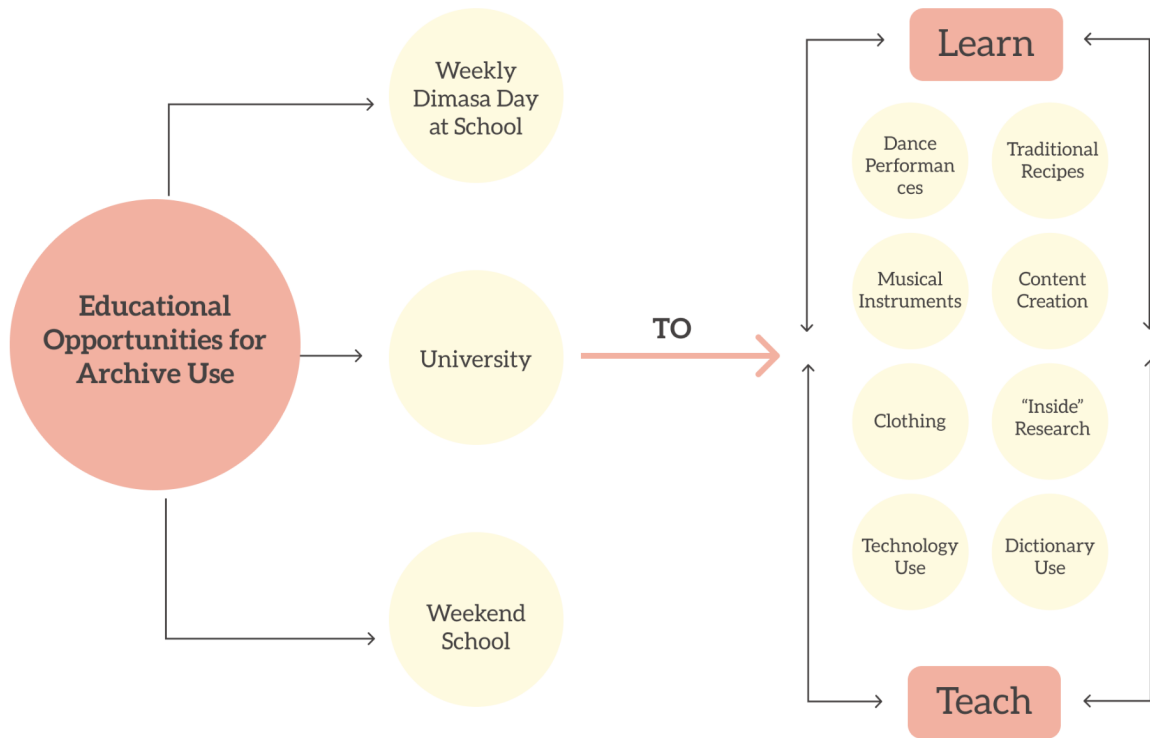 Educational
Opportunities for
Archive Use
Weekly
Dimasa Day
at School
University
Weekend
School
TO
Learn
Dance
Performan
ces
Traditional
Recipes
Musical
Instruments
Content
Creation
Clothing
“Inside”
Research
Technology
Use
Dictionary
Use
Teach